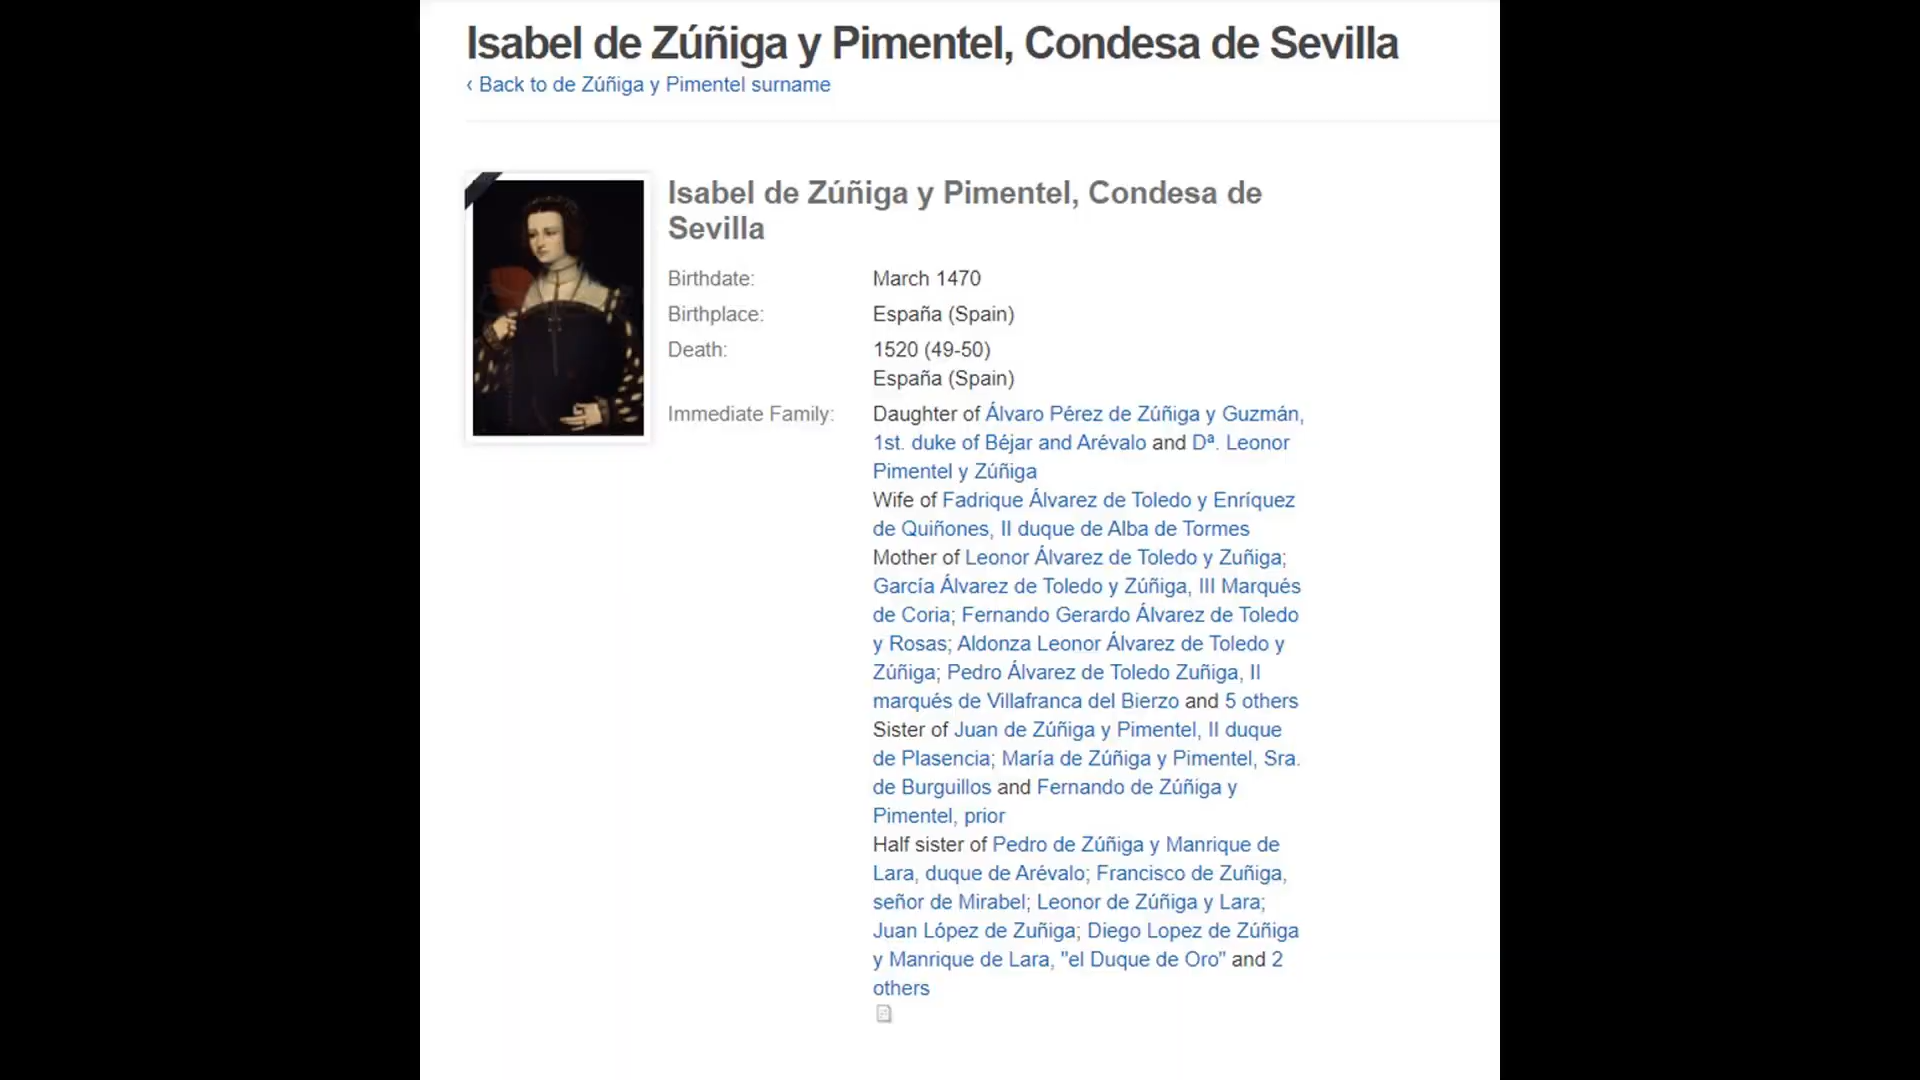 Isabel de Zúñiga y Pimentel, Condesa de Sevilla
‹ Back to de Zúñiga y Pimentel surname
Isabel de Zúñiga y Pimentel, Condesa de
Sevilla
Birthdate: March 1470
Birthplace: España (Spain)
Death: 1520 (49-50)
España (Spain)
Immediate Family: Daughter of Álvaro Pérez de Zúñiga y Guzmán,
1st. duke of Béjar and Arévalo and Dª. Leonor
Pimentel y Zúñiga
Wife of Fadrique Álvarez de Toledo y Enríquez
de Quiñones, II duque de Alba de Tormes
Mother of Leonor Álvarez de Toledo y Zuñiga;
García Álvarez de Toledo y Zúñiga, III Marqués
de Coria; Fernando Gerardo Álvarez de Toledo
y Rosas; Aldonza Leonor Álvarez de Toledo y
Zúñiga; Pedro Álvarez de Toledo Zuñiga, II
marqués de Villafranca del Bierzo and 5 others
Sister of Juan de Zúñiga y Pimentel, II duque
de Plasencia; María de Zúñiga y Pimentel, Sra.
de Burguillos and Fernando de Zúñiga y
Pimentel, prior
Half sister of Pedro de Zúñiga y Manrique de
Lara, duque de Arévalo; Francisco de Zuñiga,
señor de Mirabel; Leonor de Zúñiga y Lara;
Juan López de Zuñiga; Diego Lopez de Zúñiga
y Manrique de Lara, "el Duque de Oro" and 2
others